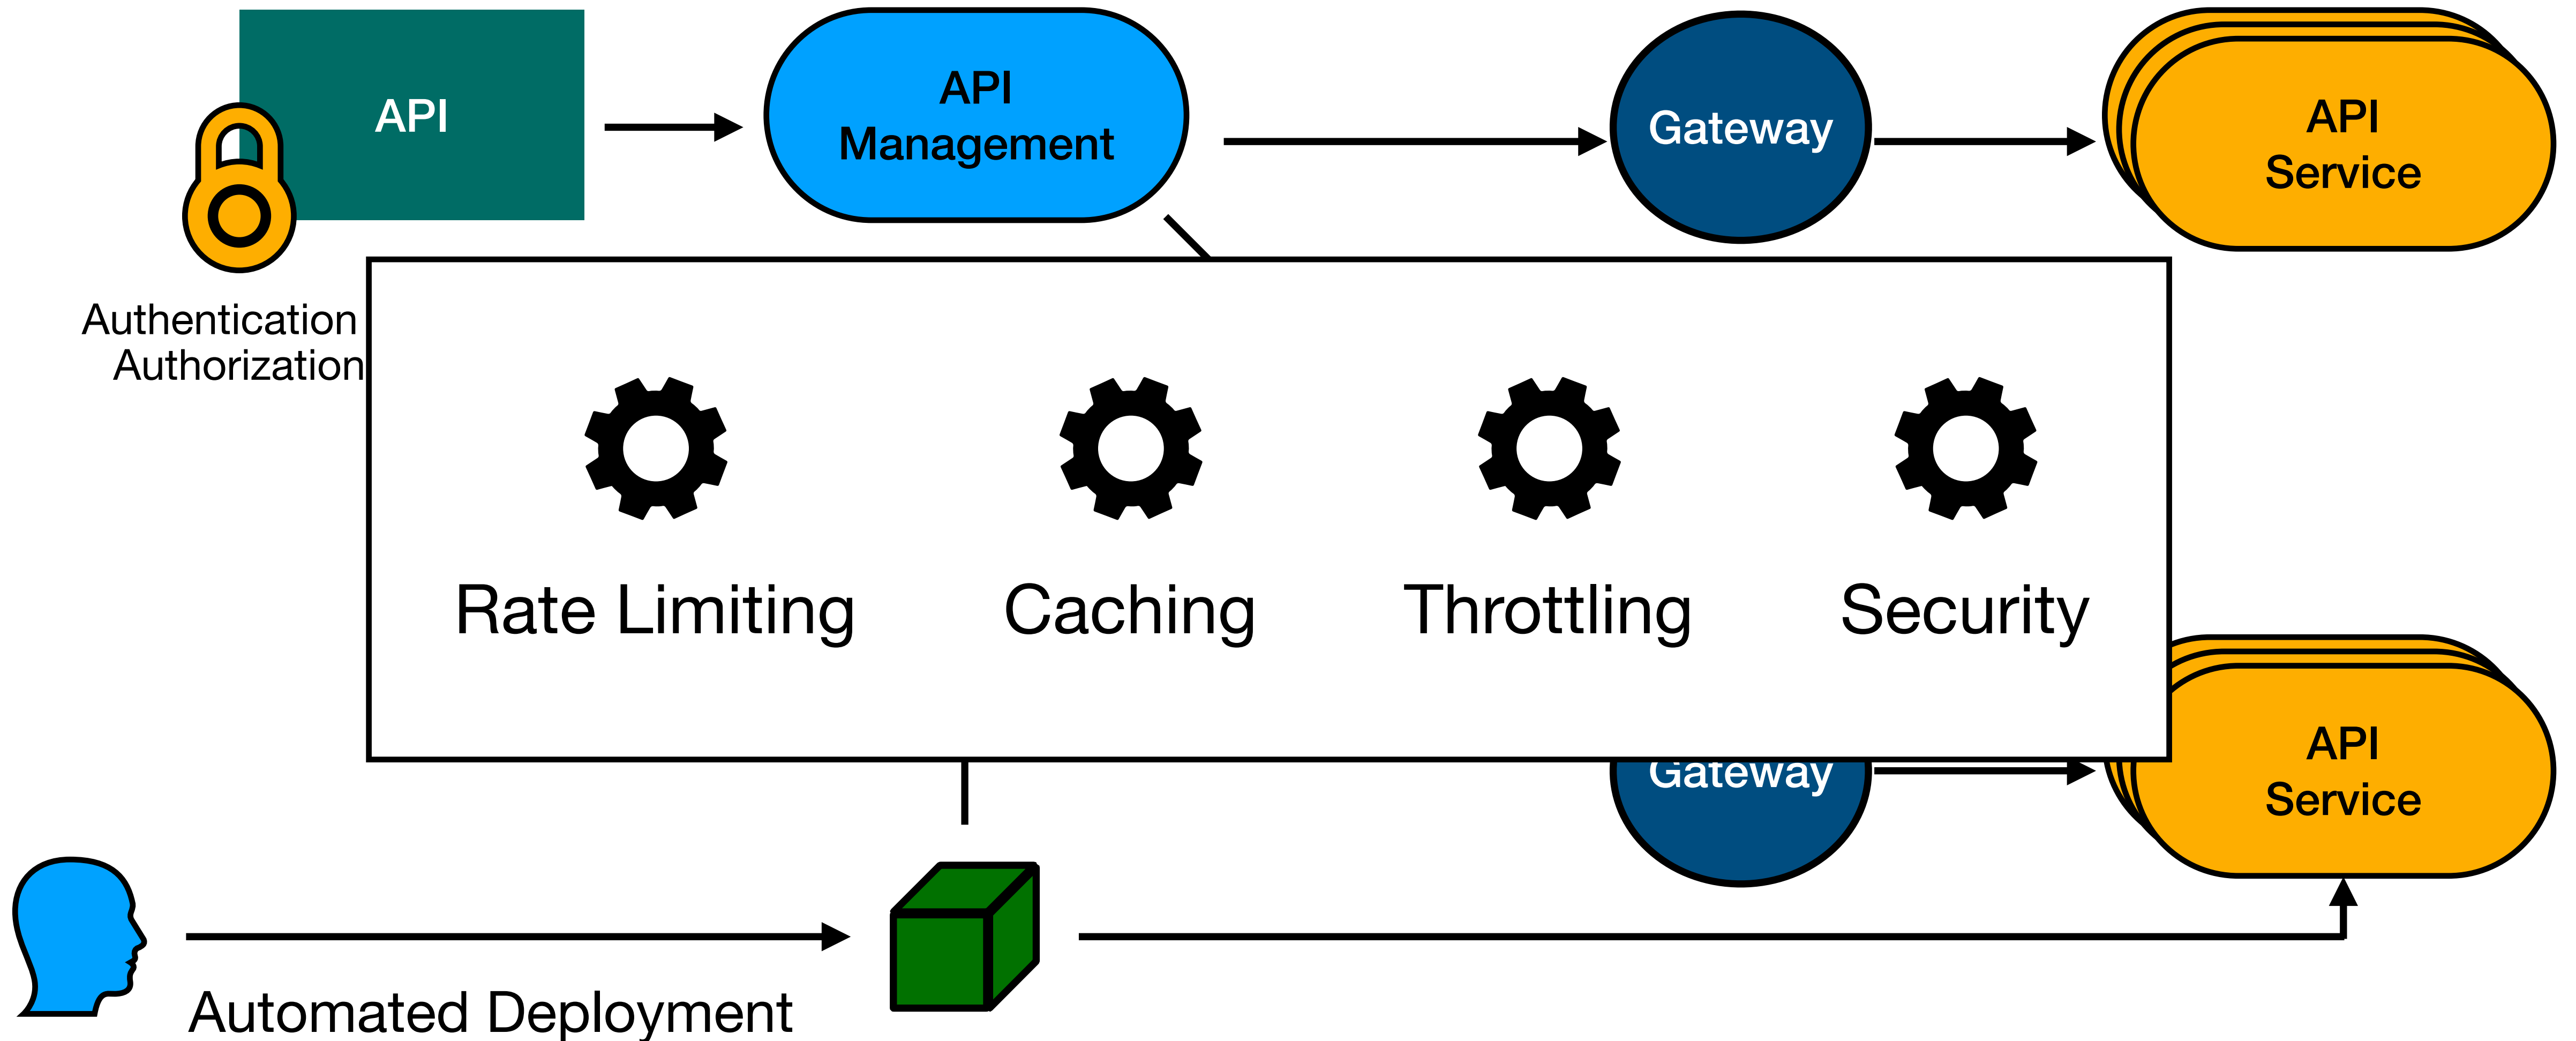 API
API
Management
Gateway
API
Service
Authentication
Authorization
Rate Limiting
Caching
Throttling
Security
Gateway
API
Service
Automated Deployment